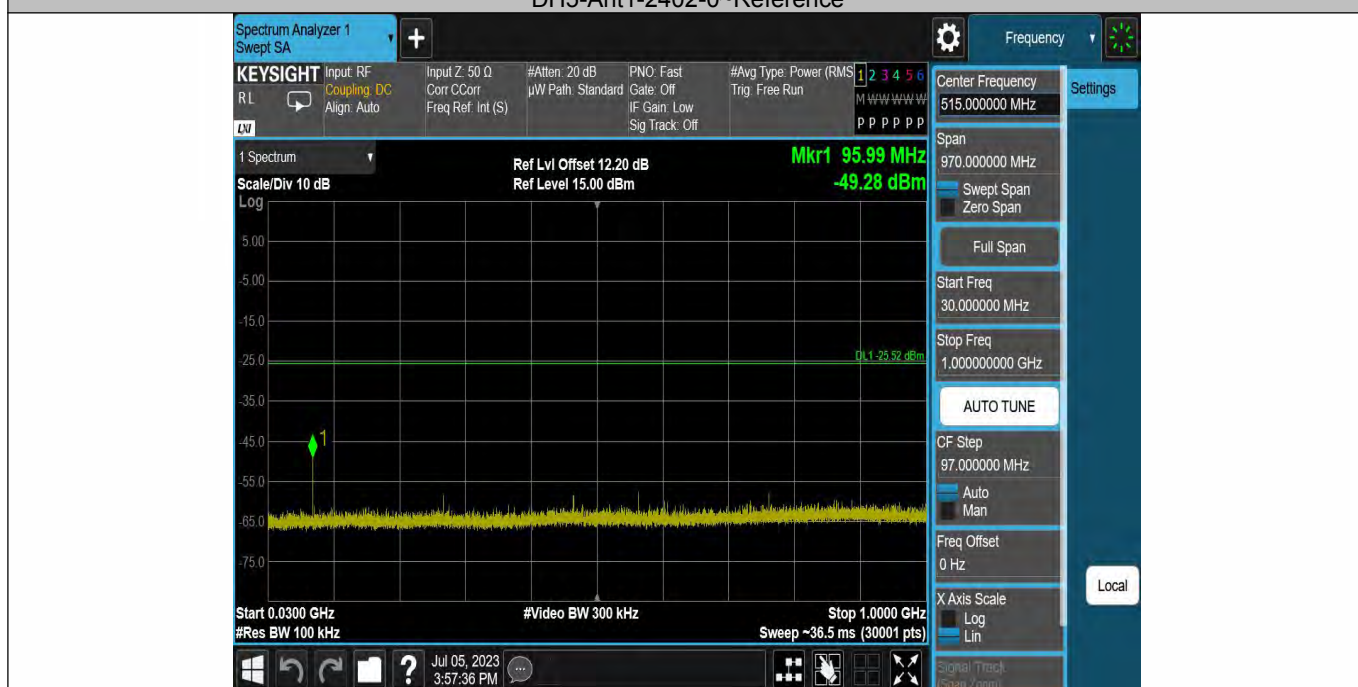 DH5-Ant1-2402-0~Reference
Spectrum Analyzer 1
Swept SA
+
Frequency
KEYSIGHT
RL
LXI
Input: RF
Coupling: DC
Align: Auto
Input Z: 50 Ω
Corr CCorr
Freq Ref: Int (S)
#Atten: 20 dB
µW Path: Standard
PNO: Fast
Gate: Off
IF Gain: Low
Sig Track: Off
#Avg Type: Power (RMS
Trig: Free Run
1 2 3 4 5 6
M W W W W W
P P P P P P
1 Spectrum
Scale/Div 10 dB
Log
Ref Lvl Offset 12.20 dB
Ref Level 15.00 dBm
Mkr1 95.99 MHz
-49.28 dBm
5.00
-5.00
-15.0
-25.0
DL1 -25.52 dBm
-35.0
-45.0
1
-55.0
-65.0
-75.0
Start 0.0300 GHz
#Res BW 100 kHz
#Video BW 300 kHz
Stop 1.0000 GHz
Sweep ~36.5 ms (30001 pts)
Center Frequency
515.000000 MHz
Settings
Span
970.000000 MHz
Swept Span
Zero Span
Full Span
Start Freq
30.000000 MHz
Stop Freq
1.000000000 GHz
AUTO TUNE
CF Step
97.000000 MHz
Auto
Man
Freq Offset
0 Hz
X Axis Scale
Log
Lin
Local
Signal Track
(Span Zoom)
?
Jul 05, 2023
3:57:36 PM